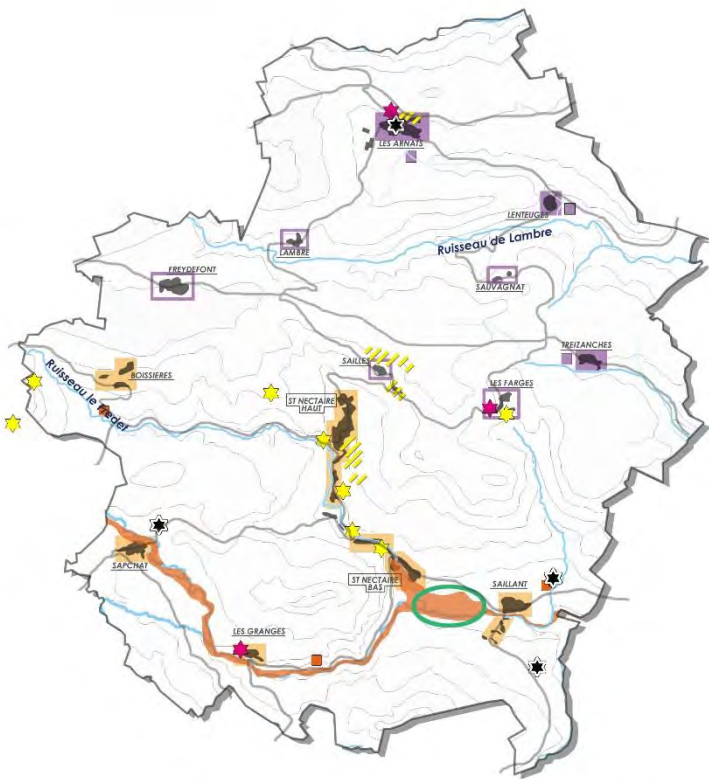 LES ARNATS
LENTEUGES
Ruisseau de Lambre
LAMBRE
FREYDEFONT
SAUVAGNAT
TREIZANCHES
SAILLES
BOISSIERES
Ruisseau le Fredet
ST NECTAIRE
HAUT
LES FARGES
SAPCHAT
ST NECTAIRE
BAS
SAILLANT
LES GRANGES